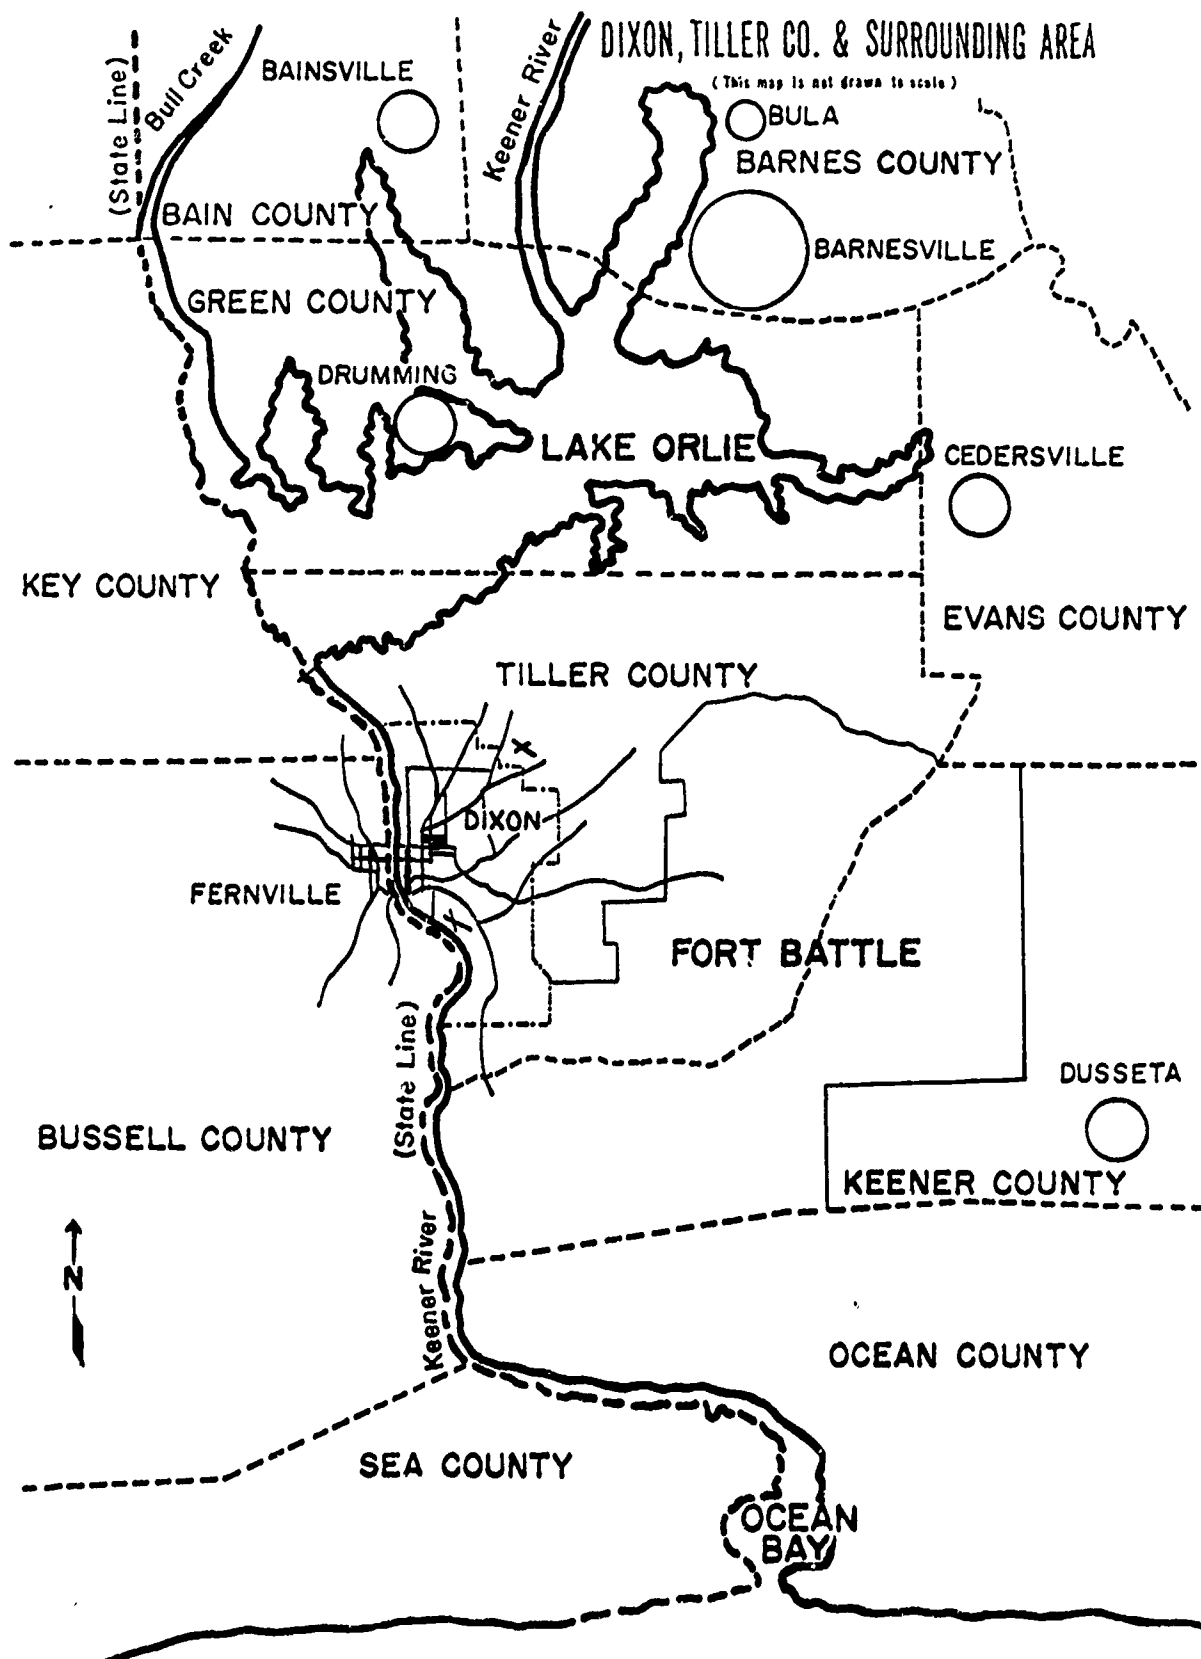 DIXON, TILLER CO. & SURROUNDING AREA
(This map is not drawn to scale)
(State Line)
Bull Creek
BAINSVILLE
Keener River
BULA
BARNES COUNTY
BAIN COUNTY
BARNESVILLE
GREEN COUNTY
DRUMMING
LAKE ORLIE
CEDERSVILLE
KEY COUNTY
EVANS COUNTY
TILLER COUNTY
DIXON
FERNVILLE
FORT BATTLE
(State Line)
DUSSETA
BUSSELL COUNTY
KEENER COUNTY
Keener River
N
OCEAN COUNTY
SEA COUNTY
OCEAN
BAY